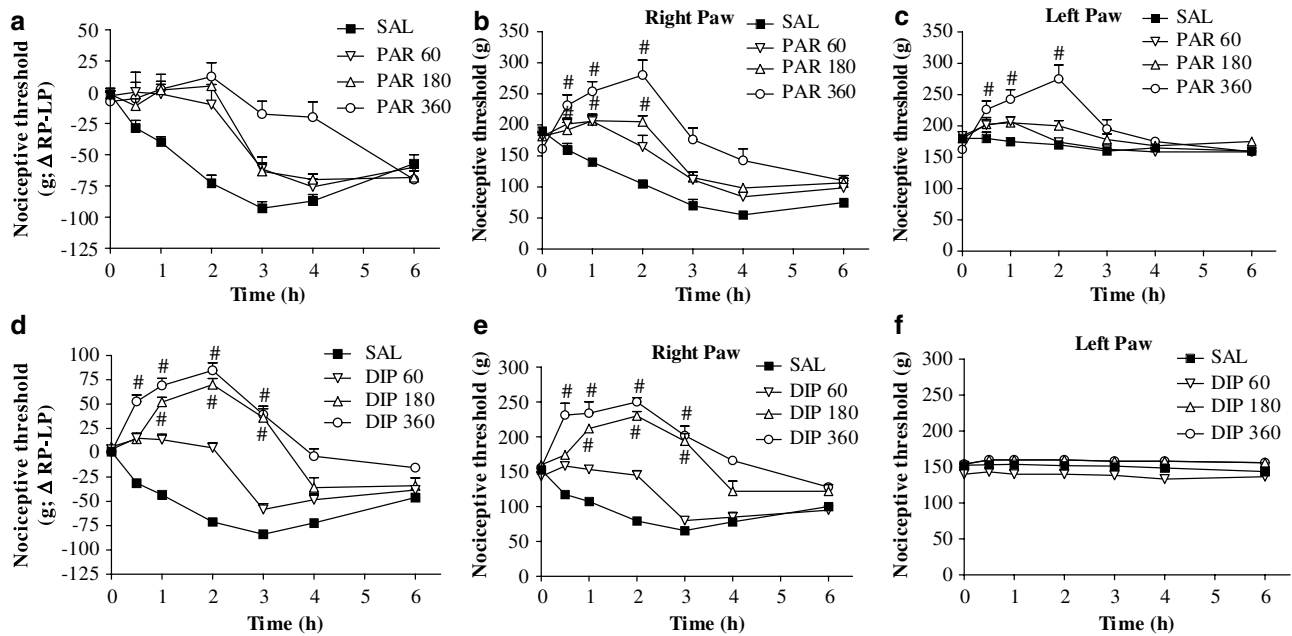 a
Nociceptive threshold
(g; Δ RP-LP)
50
25
0
-25
-50
-75
-100
-125
0 1 2 3 4 5 6
Time (h)
SAL
PAR 60
PAR 180
PAR 360
b
Right Paw
Nociceptive threshold (g)
350
300
250
200
150
100
50
0
0 1 2 3 4 5 6
Time (h)
SAL
PAR 60
PAR 180
PAR 360
# # #
# # #
c
Left Paw
Nociceptive threshold (g)
350
300
250
200
150
100
50
0
0 1 2 3 4 5 6
Time (h)
SAL
PAR 60
PAR 180
PAR 360
# # #
d
Nociceptive threshold
(g; Δ RP-LP)
100
75
50
25
0
-25
-50
-75
-100
-125
0 1 2 3 4 5 6
Time (h)
SAL
DIP 60
DIP 180
DIP 360
# # # #
# # #
e
Right Paw
Nociceptive threshold (g)
300
250
200
150
100
50
0
0 1 2 3 4 5 6
Time (h)
SAL
DIP 60
DIP 180
DIP 360
# # # #
# # #
f
Left Paw
Nociceptive threshold (g)
300
250
200
150
100
50
0
0 1 2 3 4 5 6
Time (h)
SAL
DIP 60
DIP 180
DIP 360